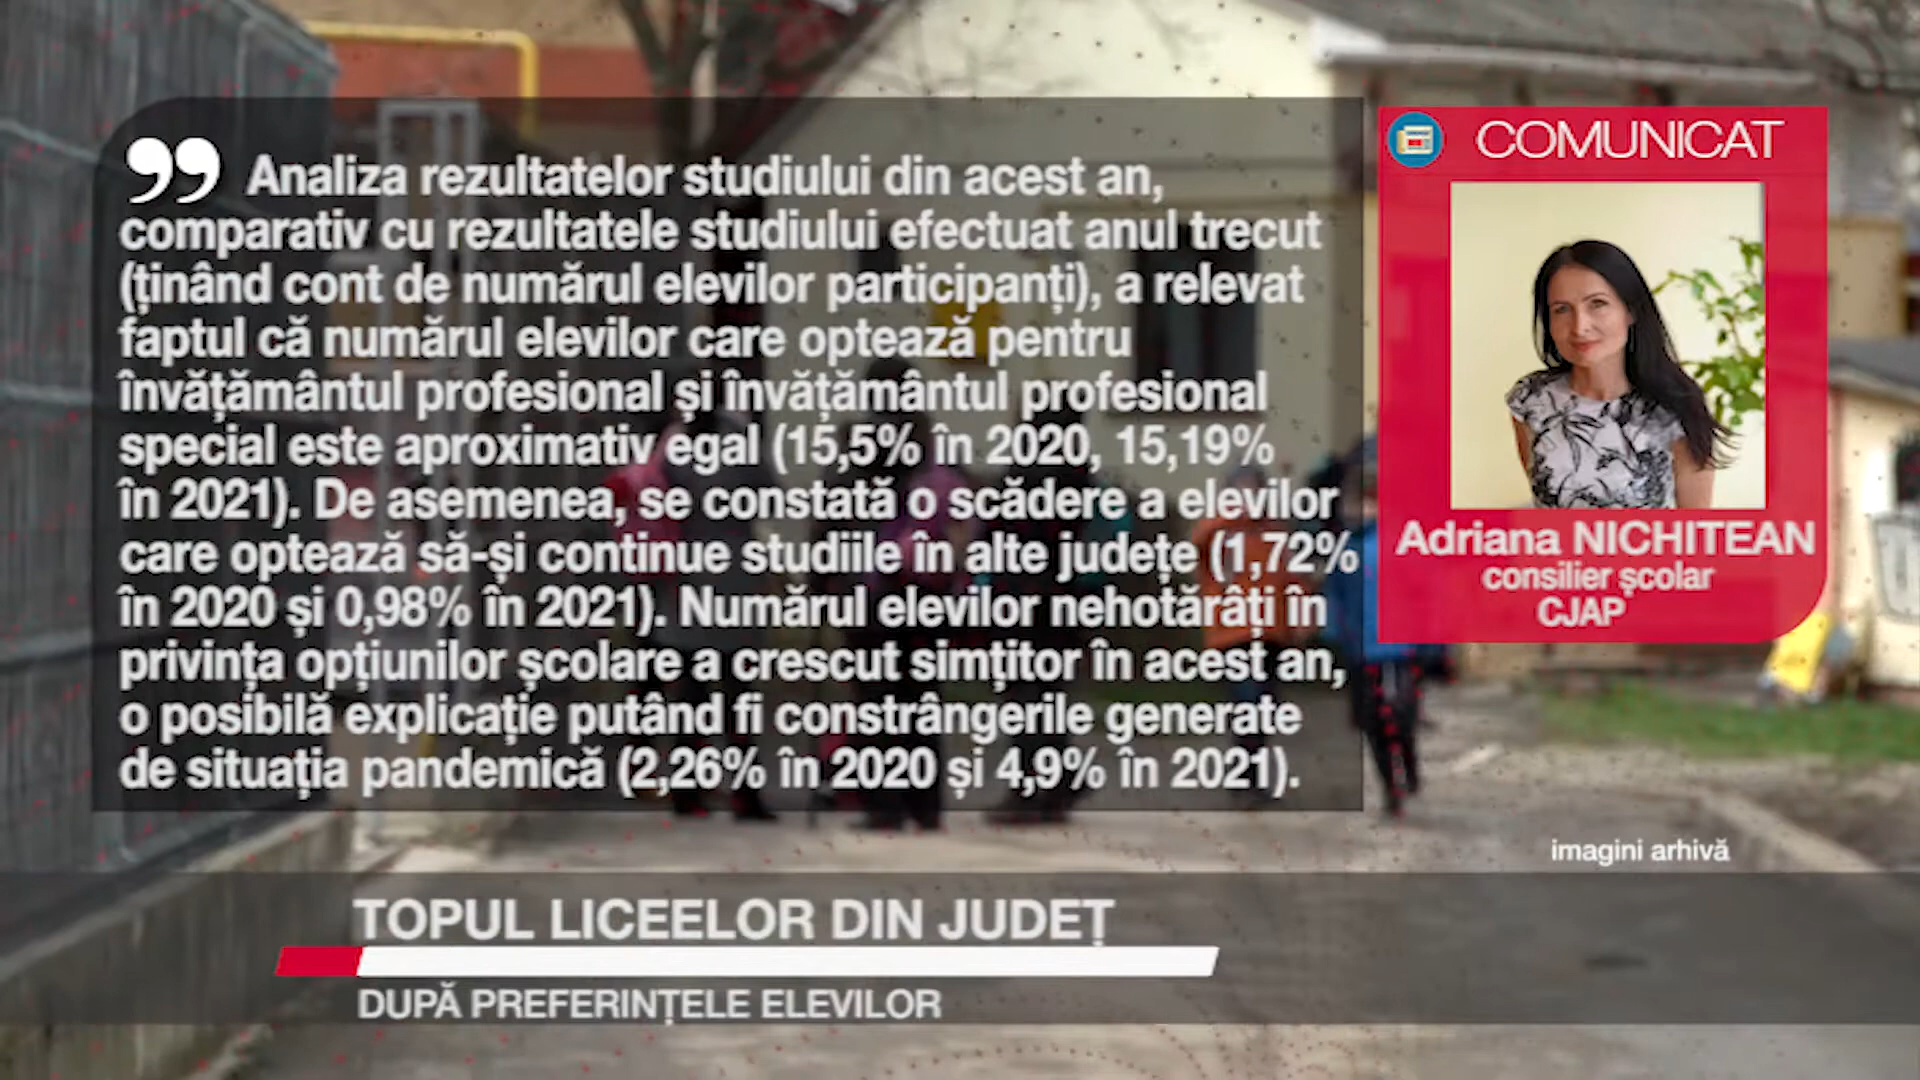 ” Analiza rezultatelor studiului din acest an,
comparativ cu rezultatele studiului efectuat anul trecut
(ținând cont de numărul elevilor participanți), a relevat
faptul că numărul elevilor care optează pentru
învățământul profesional și învățământul profesional
special este aproximativ egal (15,5% în 2020, 15,19%
în 2021). De asemenea, se constată o scădere a elevilor
care optează să-și continue studiile în alte județe (1,72%
în 2020 și 0,98% în 2021). Numărul elevilor nehotărâți în
privința opțiunilor școlare a crescut simțitor în acest an,
o posibilă explicație putând fi constrângerile generate
de situația pandemică (2,26% în 2020 și 4,9% în 2021).
COMUNICAT
Adriana NICHITEAN
consilier școlar
CJAP
imagini arhivă
TOPUL LICEELOR DIN JUDEȚ
DUPĂ PREFERINȚELE ELEVILOR